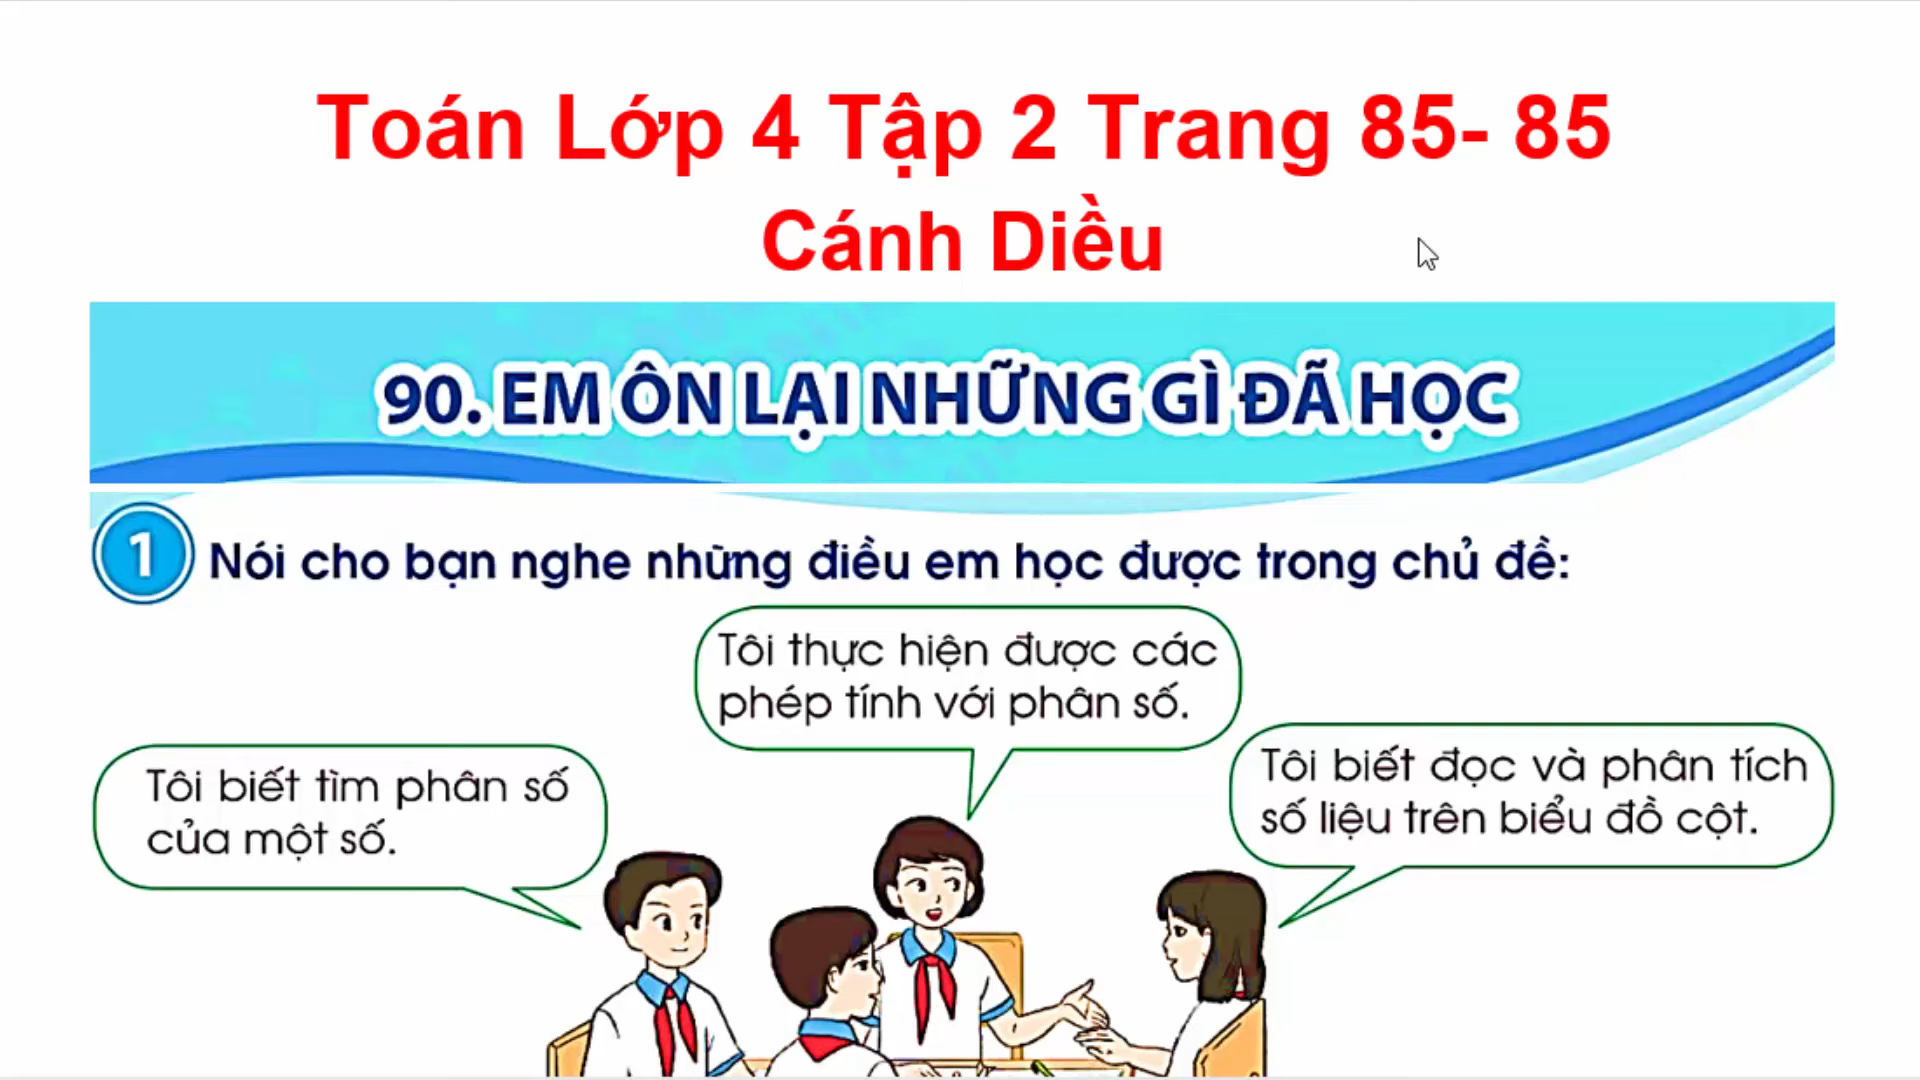 Toán Lớp 4 Tập 2 Trang 85- 85
Cánh Diều
90. EM ÔN LẠI NHỮNG GÌ ĐÃ HỌC
1 Nói cho bạn nghe những điều em học được trong chủ đề:
Tôi thực hiện được các
phép tính với phân số.
Tôi biết tìm phân số
của một số.
Tôi biết đọc và phân tích
số liệu trên biểu đồ cột.